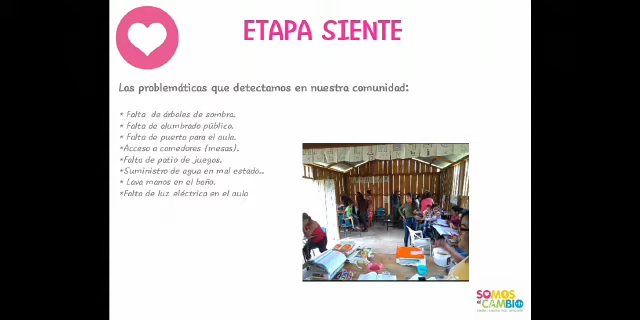 ETAPA SIENTE
Las problemáticas que detectamos en nuestra comunidad:
* Falta de árboles de sombra.
* Falta de alumbrado público.
* Falta de puerta para el aula.
*Acceso a comedores (mesas).
*Falta de patio de juegos.
*Suministro de agua en mal estado..
* Lava manos en el baño.
*Falta de luz eléctrica en el aula
SOMOS
EL CAMBIO